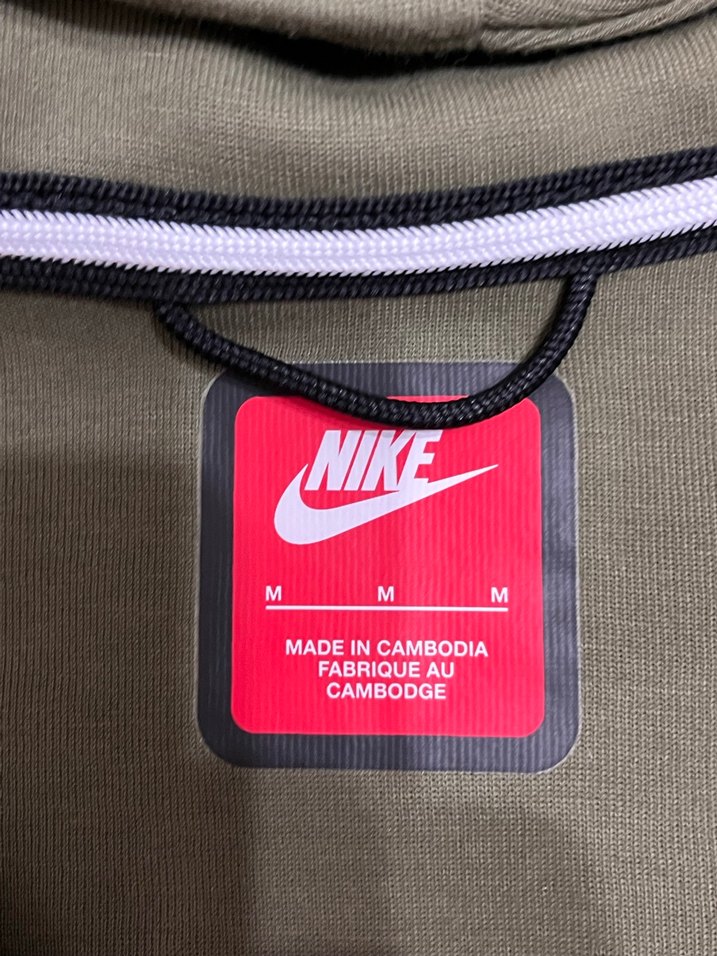 NIKE
M M M
MADE IN CAMBODIA
FABRIQUE AU
CAMBODGE